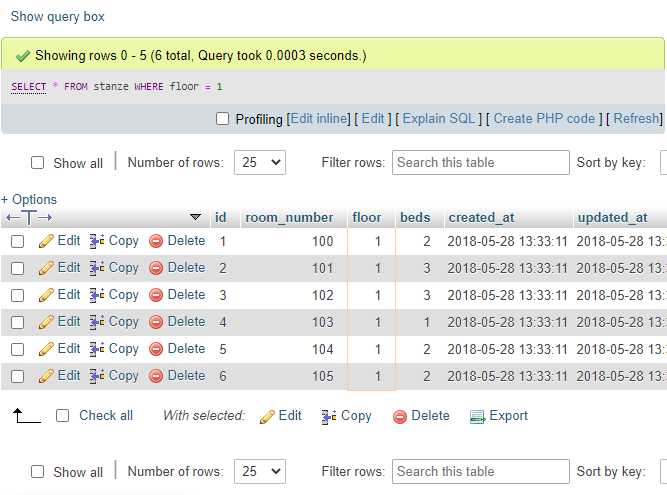 Show query box
Showing rows 0 - 5 (6 total, Query took 0.0003 seconds.)
SELECT * FROM stanze WHERE floor = 1
Profiling [Edit inline] [ Edit ] [ Explain SQL ] [ Create PHP code ] [ Refresh]
Show all Number of rows: 25 Filter rows: Search this table Sort by key:
+ Options
id room_number floor beds created_at updated_at
Edit Copy Delete 1 100 1 2 2018-05-28 13:33:11 2018-05-28 13:
Edit Copy Delete 2 101 1 3 2018-05-28 13:33:11 2018-05-28 13:
Edit Copy Delete 3 102 1 3 2018-05-28 13:33:11 2018-05-28 13:
Edit Copy Delete 4 103 1 1 2018-05-28 13:33:11 2018-05-28 13:
Edit Copy Delete 5 104 1 2 2018-05-28 13:33:11 2018-05-28 13:
Edit Copy Delete 6 105 1 2 2018-05-28 13:33:11 2018-05-28 13:
Check all With selected: Edit Copy Delete Export
Show all Number of rows: 25 Filter rows: Search this table Sort by key: